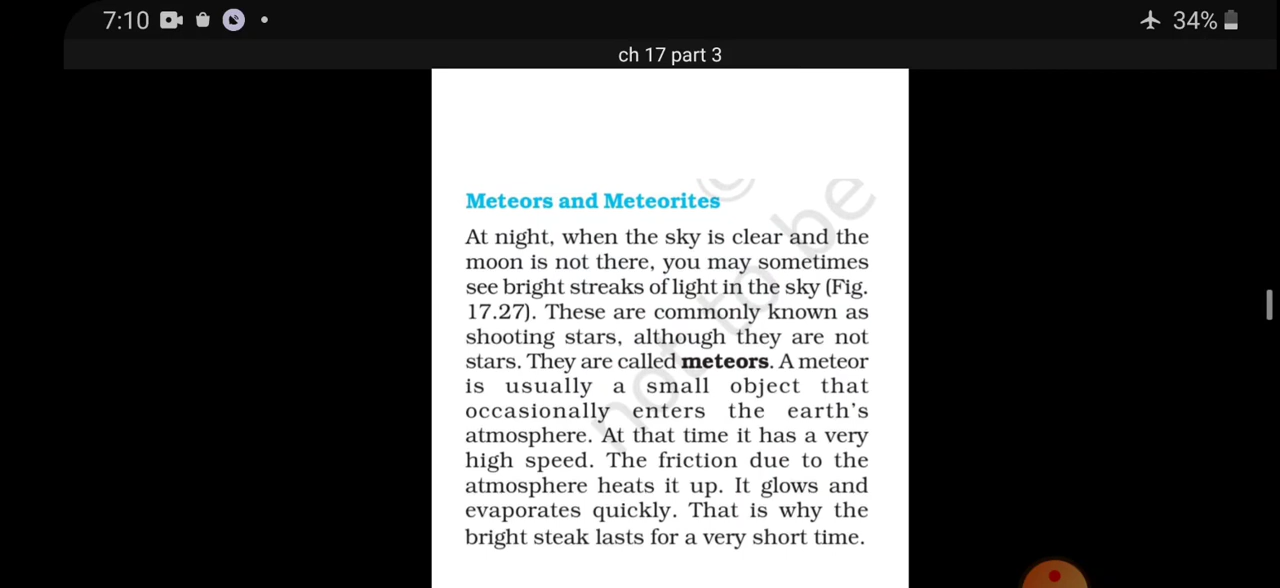 7:10
34%
ch 17 part 3
© 
not to be
Meteors and Meteorites
At night, when the sky is clear and the
moon is not there, you may sometimes
see bright streaks of light in the sky (Fig.
17.27). These are commonly known as
shooting stars, although they are not
stars. They are called meteors. A meteor
is usually a small object that
occasionally enters the earth's
atmosphere. At that time it has a very
high speed. The friction due to the
atmosphere heats it up. It glows and
evaporates quickly. That is why the
bright steak lasts for a very short time.